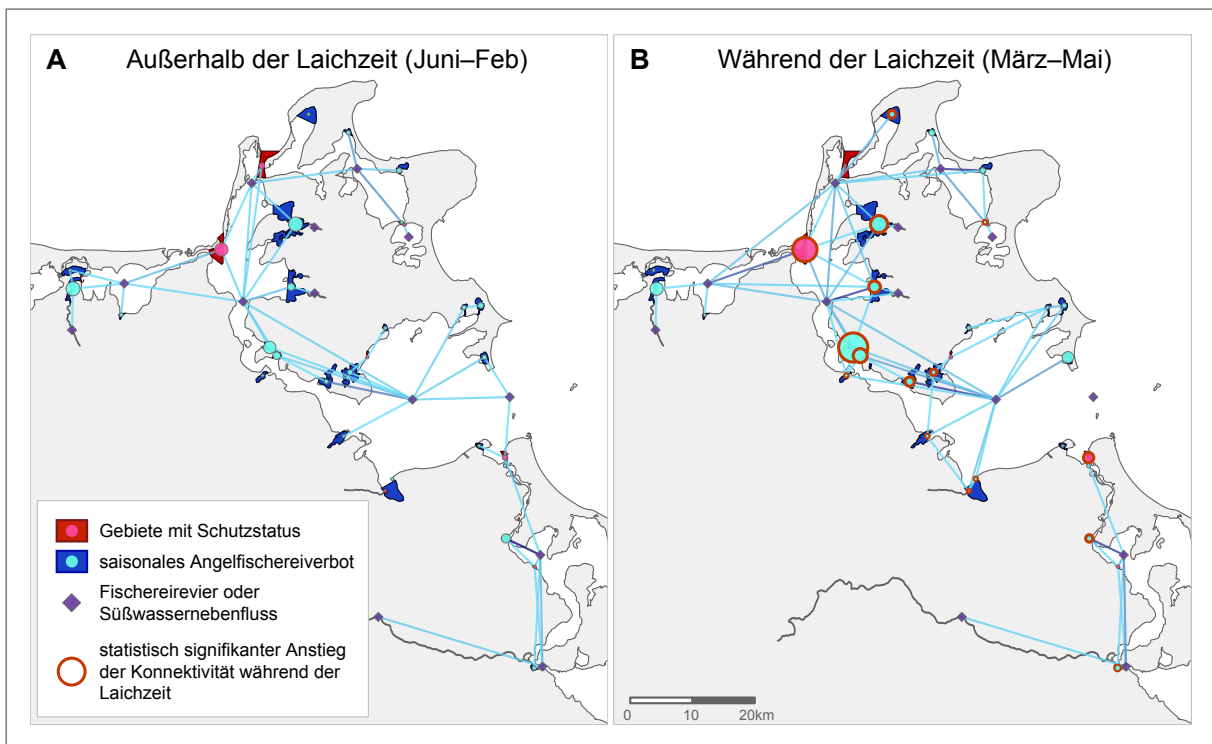 A
Außerhalb der Laichzeit (Juni–Feb)
B
Während der Laichzeit (März–Mai)
Gebiete mit Schutzstatus
saisonales Angelfischereiverbot
Fischereirevier oder
Süßwassernebenfluss
statistisch signifikanter Anstieg
der Konnektivität während der
Laichzeit
0
10
20km